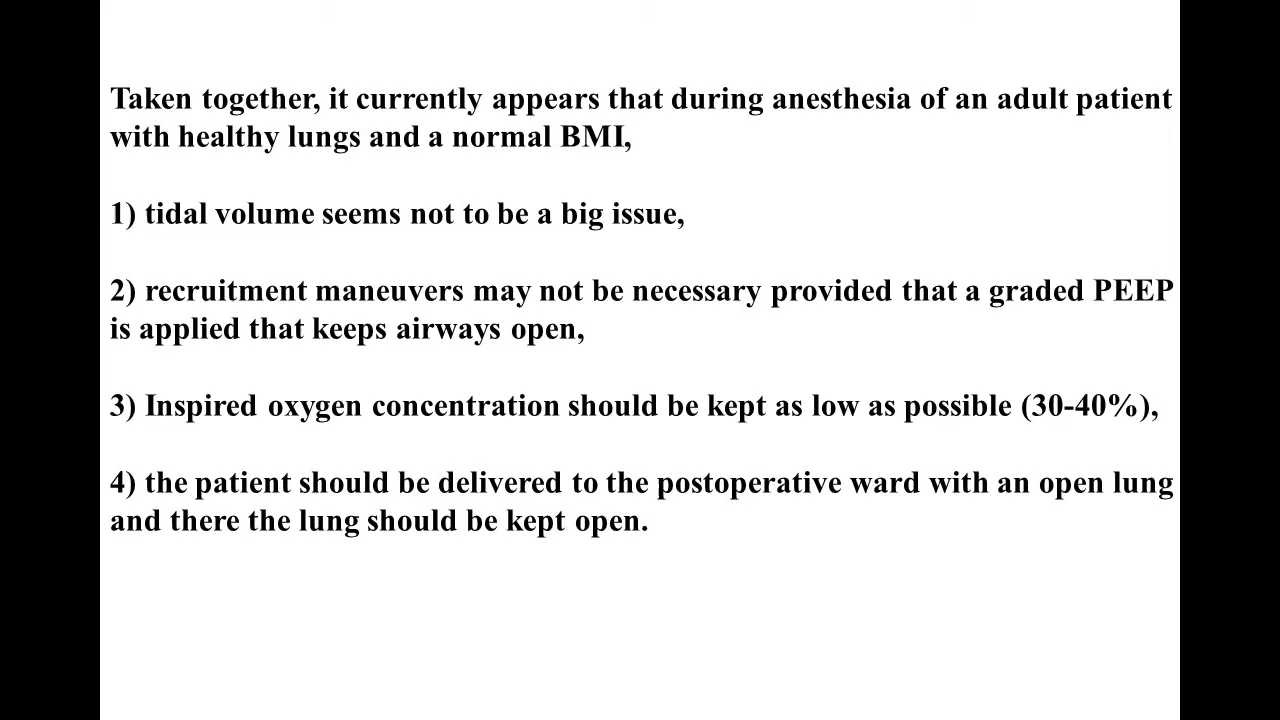 Taken together, it currently appears that during anesthesia of an adult patient
with healthy lungs and a normal BMI,
1) tidal volume seems not to be a big issue,
2) recruitment maneuvers may not be necessary provided that a graded PEEP
is applied that keeps airways open,
3) Inspired oxygen concentration should be kept as low as possible (30-40%),
4) the patient should be delivered to the postoperative ward with an open lung
and there the lung should be kept open.